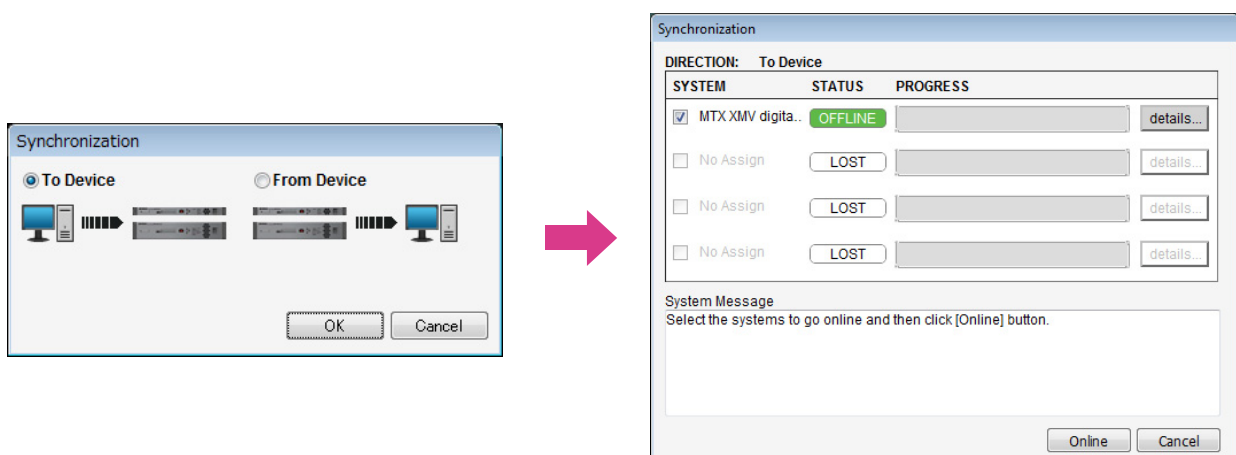 Synchronization
To Device From Device
OK Cancel
Synchronization
DIRECTION: To Device
SYSTEM STATUS PROGRESS
MTX XMV digita.. OFFLINE details...
No Assign LOST details...
No Assign LOST details...
No Assign LOST details...
System Message
Select the systems to go online and then click [Online] button.
Online Cancel